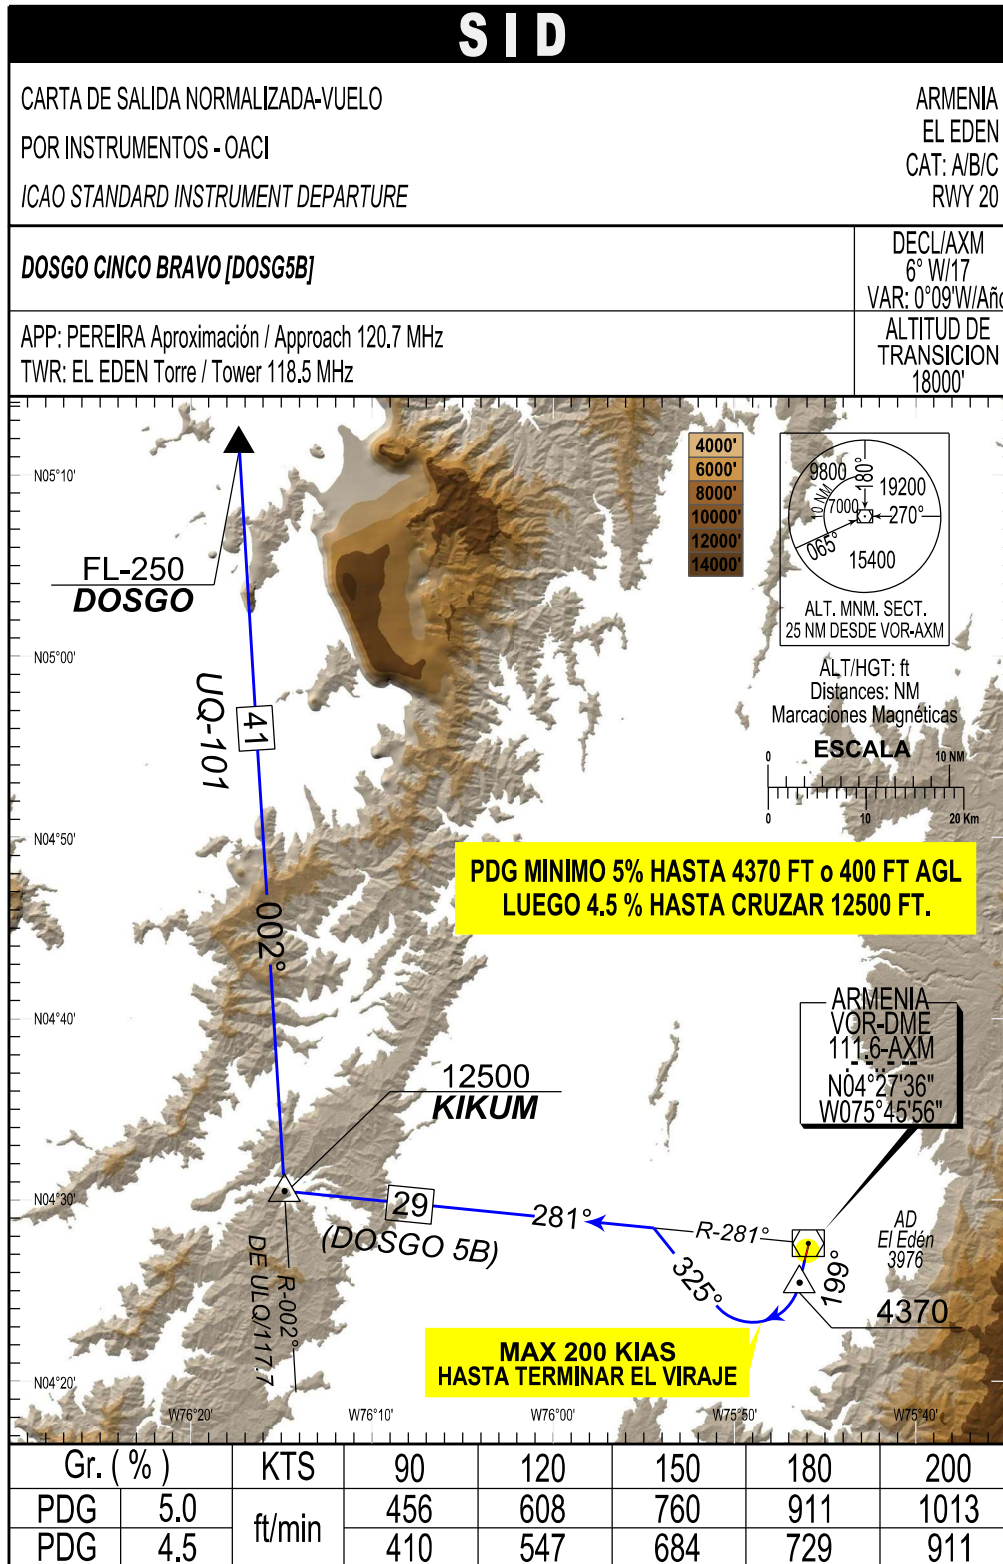 SID
CARTA DE SALIDA NORMALIZADA-VUELO
POR INSTRUMENTOS - OACI
ICAO STANDARD INSTRUMENT DEPARTURE
ARMENIA
EL EDEN
CAT: A/B/C
RWY 20
DOSGO CINCO BRAVO [DOSG5B]
DECL/AXM
6° W/17
VAR: 0°09'W/Año
APP: PEREIRA Aproximación / Approach 120.7 MHz
TWR: EL EDEN Torre / Tower 118.5 MHz
ALTITUD DE
TRANSICION
18000'
N05°10'
N05°00'
N04°50'
N04°40'
N04°30'
N04°20'
FL-250
DOSGO
UQ-101
41
002°
4000'
6000'
8000'
10000'
12000'
14000'
9800
180°
19200
10 NM
7000
270°
065°
15400
ALT. MNM. SECT.
25 NM DESDE VOR-AXM
ALT/HGT: ft
Distances: NM
Marcaciones Magnéticas
ESCALA
0
10 NM
0
10
20 Km
PDG MINIMO 5% HASTA 4370 FT o 400 FT AGL
LUEGO 4.5 % HASTA CRUZAR 12500 FT.
ARMENIA
VOR-DME
111.6-AXM
N04°27'36"
W075°45'56"
12500
KIKUM
29
281°
(DOSGO 5B)
R-281°
325°
199°
AD
El Edén
3976
4370
R-002°
DE ULQ/117.7
MAX 200 KIAS
HASTA TERMINAR EL VIRAJE
W76°20'
W76°10'
W76°00'
W75°50'
W75°40'
Gr. ( % ) KTS 90 120 150 180 200
PDG 5.0 ft/min 456 608 760 911 1013
PDG 4.5 410 547 684 729 911